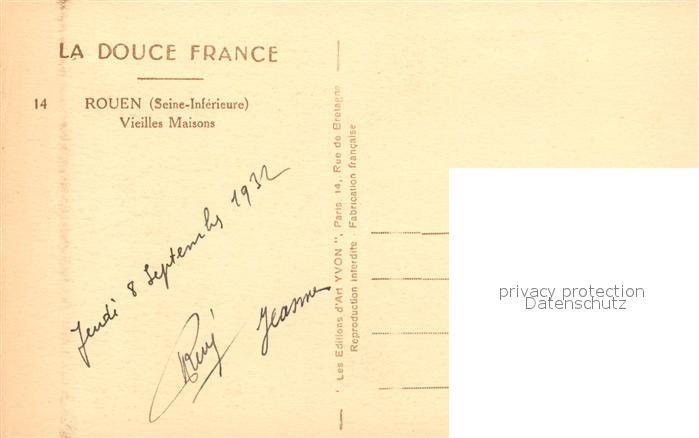 LA DOUCE FRANCE
14 ROUEN (Seine-Inférieure)
Vieilles Maisons
Jeudi 8 Septembre 1932
Jeanne
" Les Editions d'Art YVON ", Paris 14, Rue de Bretagne
Reproduction interdite - Fabrication française
privacy protection
Datenschutz